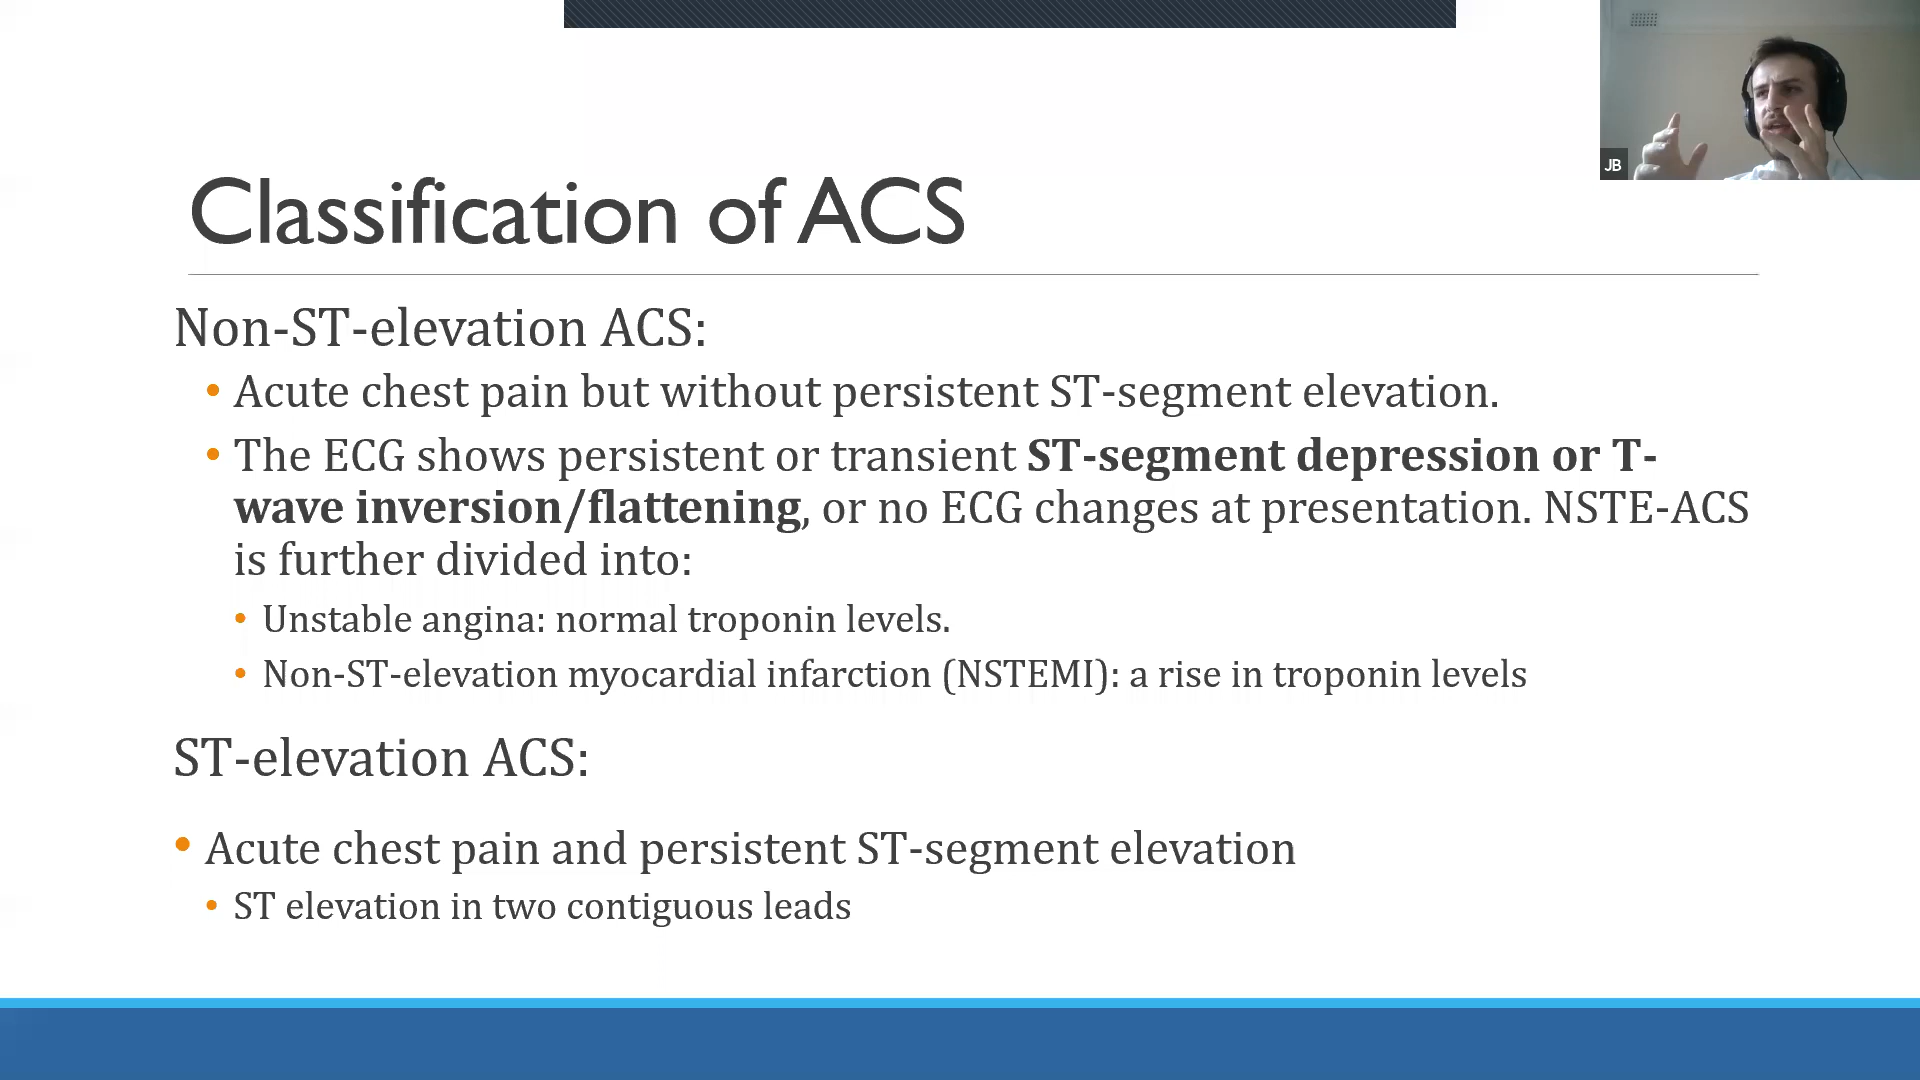 JB
Classification of ACS
Non-ST-elevation ACS:
• Acute chest pain but without persistent ST-segment elevation.
• The ECG shows persistent or transient ST-segment depression or T-
wave inversion/flattening, or no ECG changes at presentation. NSTE-ACS
is further divided into:
• Unstable angina: normal troponin levels.
• Non-ST-elevation myocardial infarction (NSTEMI): a rise in troponin levels
ST-elevation ACS:
• Acute chest pain and persistent ST-segment elevation
• ST elevation in two contiguous leads